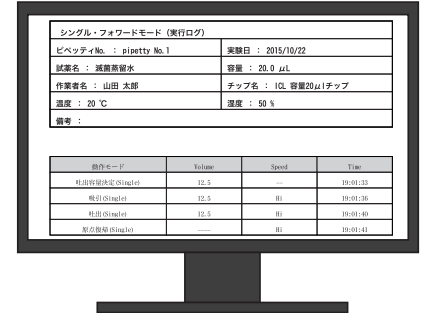 シングル・フォワードモード（実行ログ）
ピペッティNo. ： pipetty No.1 実験日 ： 2015/10/22
試薬名 ： 滅菌蒸留水 容量 ： 20.0 μL
作業者名 ： 山田 太郎 チップ名 ： ICL 容量20μlチップ
温度 ： 20 ℃ 湿度 ： 50 %
備考 ：
動作モード Volume Speed Time
吐出容量決定(Single) 12.5 -- 19:01:33
吸引(Single) 12.5 Hi 19:01:36
吐出(Single) 12.5 Hi 19:01:40
原点復帰(Single) ---- Hi 19:01:41